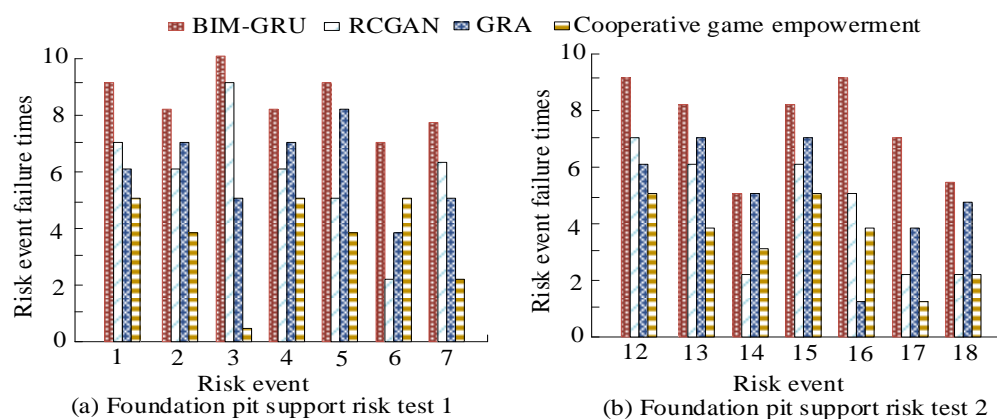 BIM-GRU RCGAN GRA Cooperative game empowerment
Risk event failure times
10
8
6
4
2
0
1 2 3 4 5 6 7
Risk event
(a) Foundation pit support risk test 1
Risk event failure times
10
8
6
4
2
0
12 13 14 15 16 17 18
Risk event
(b) Foundation pit support risk test 2